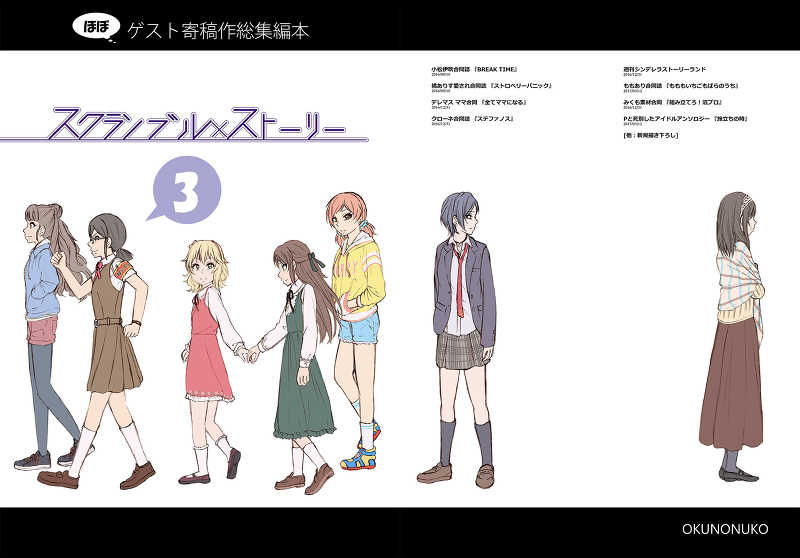 ほぼ
ゲスト寄稿作総集編本
スクランブル×ストーリー
3
小松伊吹合同誌 『BREAK TIME』
橘ありす愛され合同誌 『ストロベリーパニック』
デレマス ママ合同 『全てママになる』
クローネ合同誌 『ステファノス』
週刊シンデレラストーリーランド
ももあり合同誌 『ももももいちごもばらのうち』
みくも素材合同 『組み立てろ!沼プロ』
Pと死別したアイドルアンソロジー 『旅立ちの時』
[他:新規描き下ろし]
OKUNONUKO